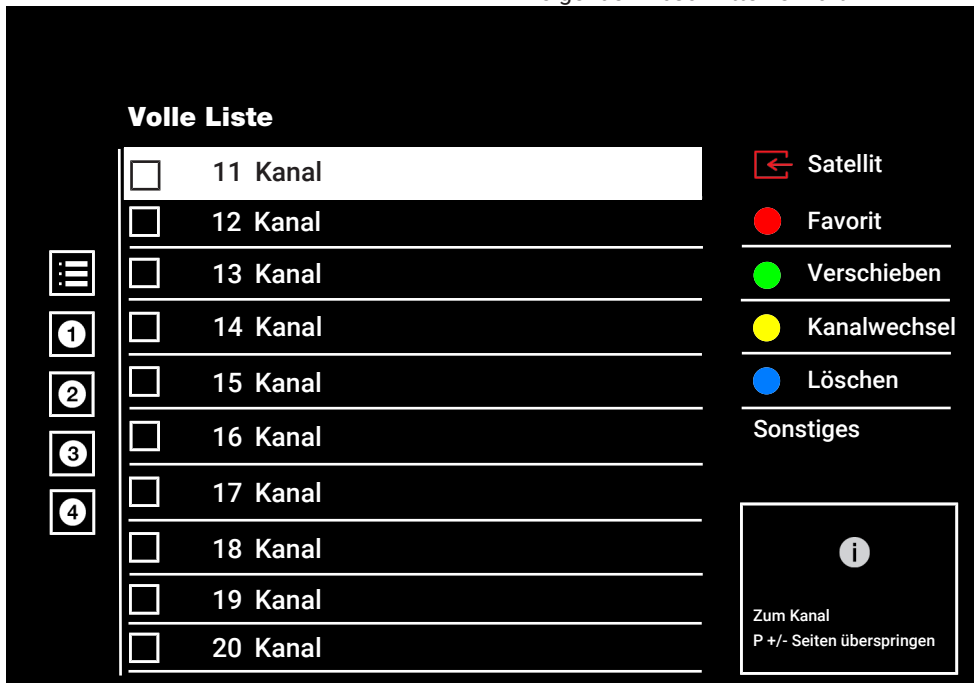 Volle Liste
11 Kanal
12 Kanal
13 Kanal
14 Kanal
15 Kanal
16 Kanal
17 Kanal
18 Kanal
19 Kanal
20 Kanal
1
2
3
4
Satellit
Favorit
Verschieben
Kanalwechsel
Löschen
Sonstiges
i
Zum Kanal
P +/- Seiten überspringen